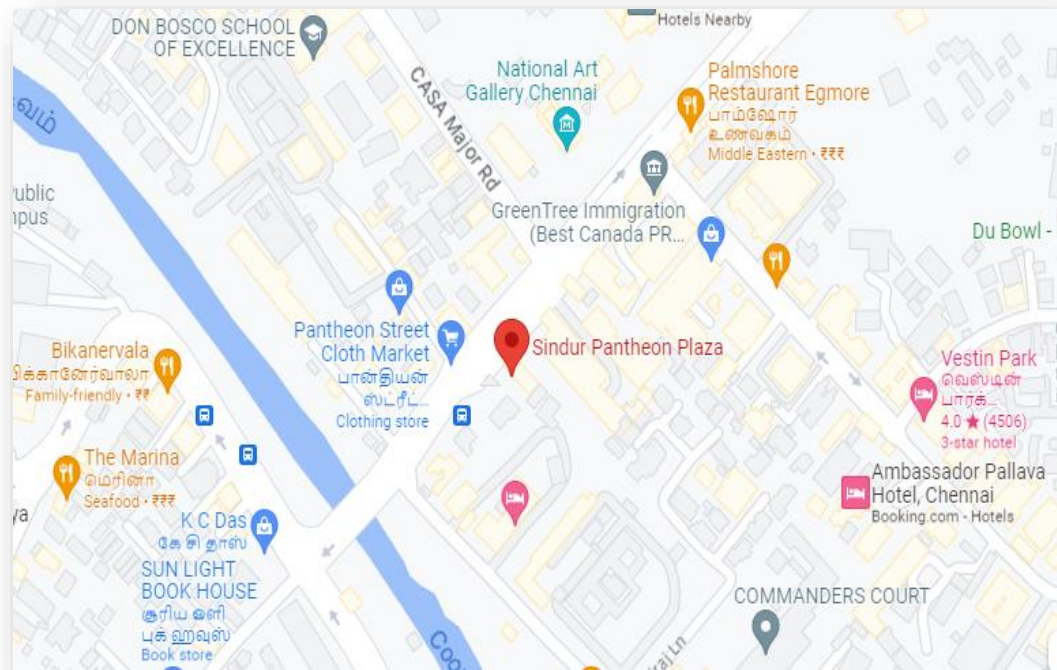 Hotels Nearby
DON BOSCO SCHOOL
OF EXCELLENCE
National Art
Gallery Chennai
CASA Major Rd
Palmshore
Restaurant Egmore
பாம்ஷோர்
உணவகம்
Middle Eastern • ₹₹₹
GreenTree Immigration
(Best Canada PR...
Du Bowl -
Pantheon Street
Cloth Market
பான்தியன்
ஸ்ட்ரீட்...
Clothing store
Sindur Pantheon Plaza
Bikanervala
பிக்கானேர்வாலா
Family-friendly • ₹₹
Vestin Park
வெஸ்டின்
பார்க்...
4.0 ★ (4506)
3-star hotel
The Marina
மெரினா
Seafood • ₹₹₹
Ambassador Pallava
Hotel, Chennai
Booking.com - Hotels
K C Das
கே சி தாஸ்
SUN LIGHT
BOOK HOUSE
சூரிய ஒளி
புக் ஹவுஸ்
Book store
COMMANDERS COURT